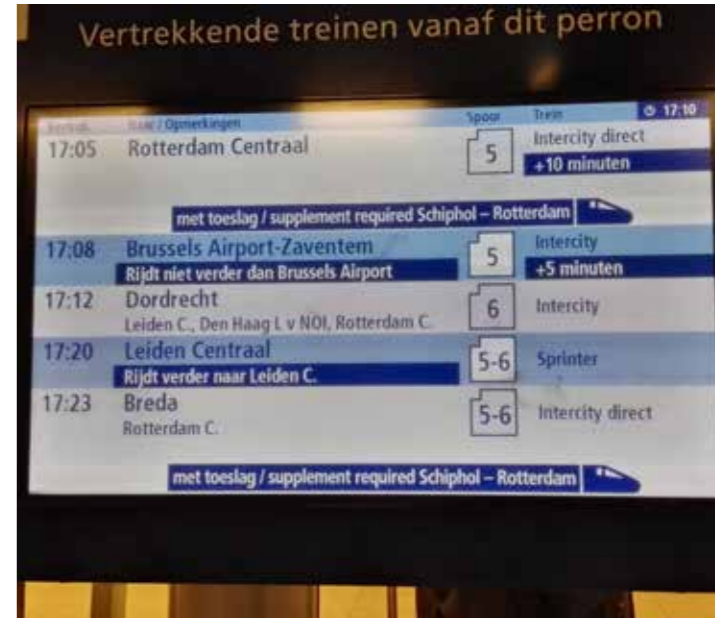 Vertrekkende treinen vanaf dit perron
Vertrek Naar / Opmerkingen Spoor Trein 17:10
17:05 Rotterdam Centraal 5 Intercity direct
+10 minuten
met toeslag / supplement required Schiphol – Rotterdam
17:08 Brussels Airport-Zaventem 5 Intercity
Rijdt niet verder dan Brussels Airport +5 minuten
17:12 Dordrecht 6 Intercity
Leiden C., Den Haag L v NOI, Rotterdam C.
17:20 Leiden Centraal 5-6 Sprinter
Rijdt verder naar Leiden C.
17:23 Breda 5-6 Intercity direct
Rotterdam C.
met toeslag / supplement required Schiphol – Rotterdam